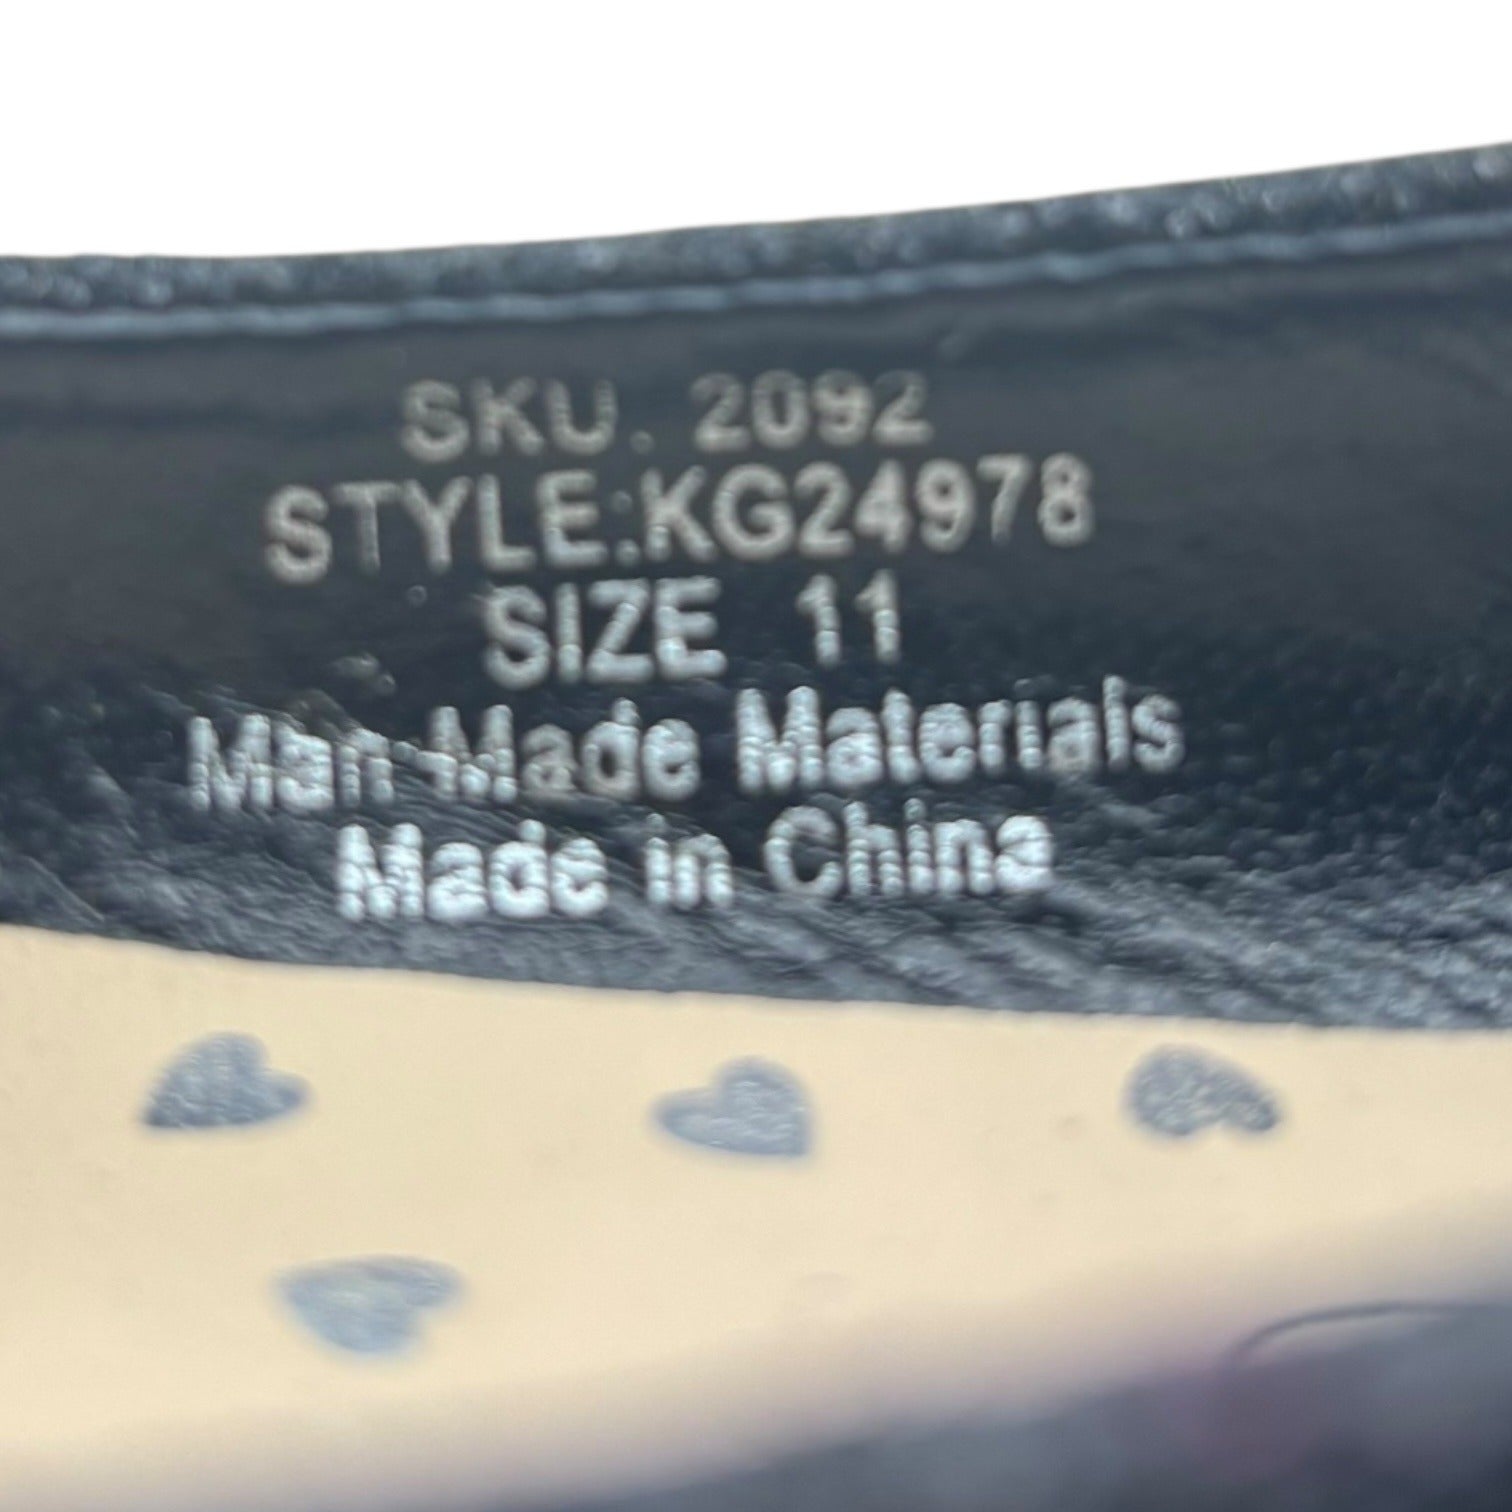 SKU. 2092
STYLE:KG24978
SIZE 11
Man-Made Materials
Made in China